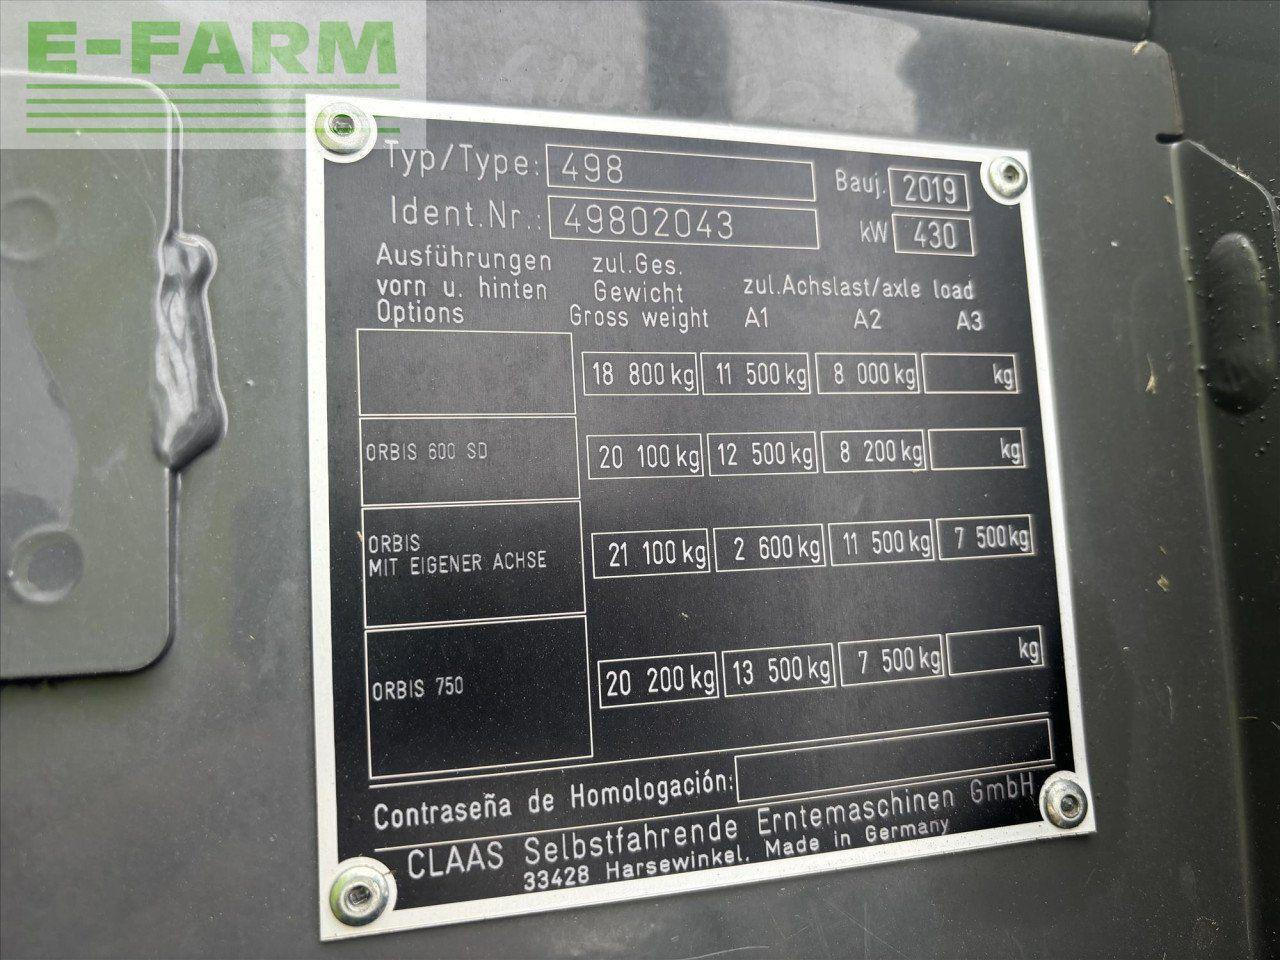 E-FARM
Typ/Type: 498 Bauj. 2019
Ident.Nr.: 49802043 kW 430
Ausführungen zul.Ges.
vorn u. hinten Gewicht zul.Achslast/axle load
Options Gross weight A1 A2 A3
18 800 kg 11 500 kg 8 000 kg kg
ORBIS 600 SD 20 100 kg 12 500 kg 8 200 kg kg
ORBIS
MIT EIGENER ACHSE 21 100 kg 2 600 kg 11 500 kg 7 500 kg
ORBIS 750 20 200 kg 13 500 kg 7 500 kg kg
Contraseña de Homologación:
CLAAS Selbstfahrende Erntemaschinen GmbH
33428 Harsewinkel. Made in Germany